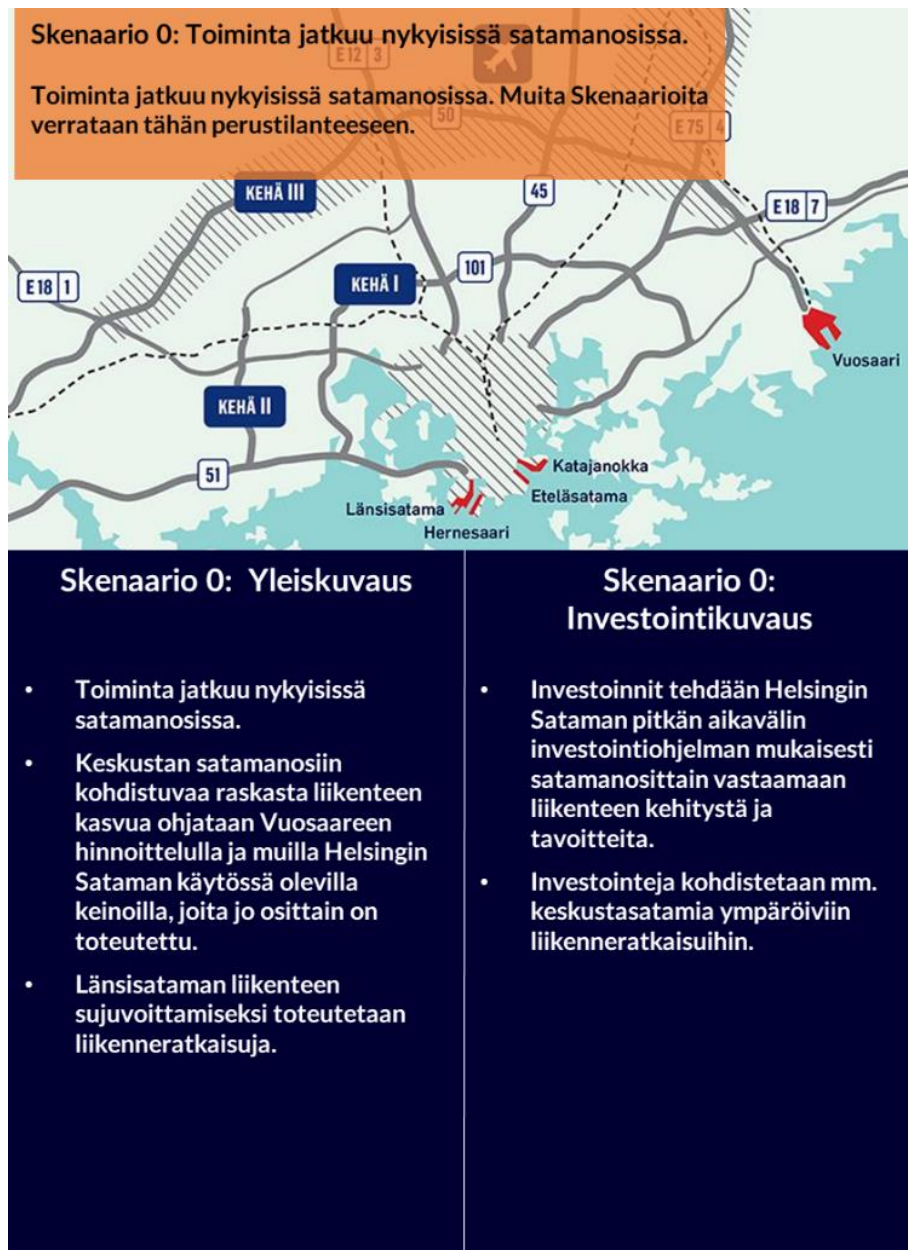 Skenaario 0: Toiminta jatkuu nykyisissä satamanosissa.
Toiminta jatkuu nykyisissä satamanosissa. Muita Skenaarioita
verrataan tähän perustilanteeseen.
E 12 3
50
E 75 4
KEHÄ III
45
E 18 7
E 18 1
KEHÄ I
101
Vuosaari
KEHÄ II
51
Katajanokka
Eteläsatama
Länsisatama
Hernesaari
Skenaario 0: Yleiskuvaus
• Toiminta jatkuu nykyisissä
satamanosissa.
• Keskustan satamanosiin
kohdistuvaa raskasta liikenteen
kasvua ohjataan Vuosaareen
hinnoittelulla ja muilla Helsingin
Sataman käytössä olevilla
keinoilla, joita jo osittain on
toteutettu.
• Länsisataman liikenteen
sujuvoittamiseksi toteutetaan
liikenneratkaisuja.
Skenaario 0:
Investointikuvaus
• Investoinnit tehdään Helsingin
Sataman pitkän aikavälin
investointiohjelman mukaisesti
satamanosittain vastaamaan
liikenteen kehitystä ja
tavoitteita.
• Investointeja kohdistetaan mm.
keskustasatamia ympäröiviin
liikenneratkaisuihin.